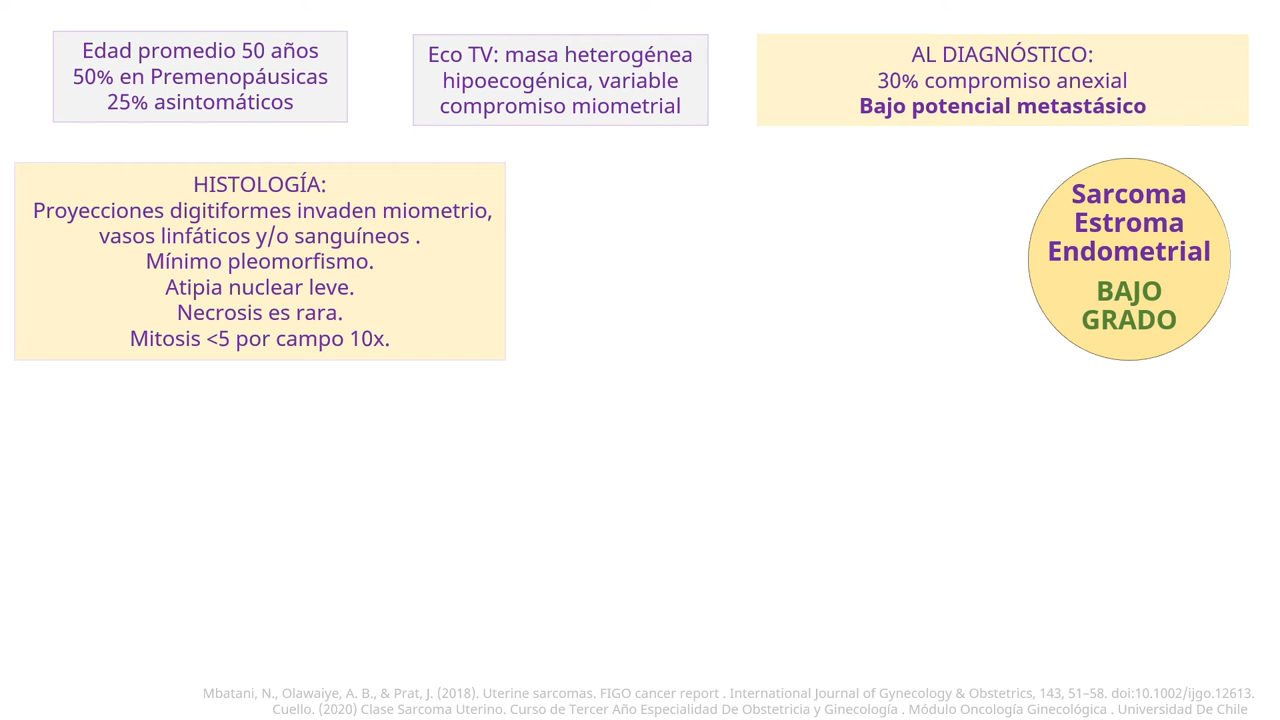 Edad promedio 50 años
50% en Premenopáusicas
25% asintomáticos
Eco TV: masa heterogénea
hipoecogénica, variable
compromiso miometrial
AL DIAGNÓSTICO:
30% compromiso anexial
Bajo potencial metastásico
HISTOLOGÍA:
Proyecciones digitiformes invaden miometrio,
vasos linfáticos y/o sanguíneos .
Mínimo pleomorfismo.
Atipia nuclear leve.
Necrosis es rara.
Mitosis <5 por campo 10x.
Sarcoma
Estroma
Endometrial
BAJO
GRADO
Mbatani, N., Olawaiye, A. B., & Prat, J. (2018). Uterine sarcomas. FIGO cancer report . International Journal of Gynecology & Obstetrics, 143, 51–58. doi:10.1002/ijgo.12613.
Cuello. (2020) Clase Sarcoma Uterino. Curso de Tercer Año Especialidad De Obstetricia y Ginecología . Módulo Oncología Ginecológica . Universidad De Chile